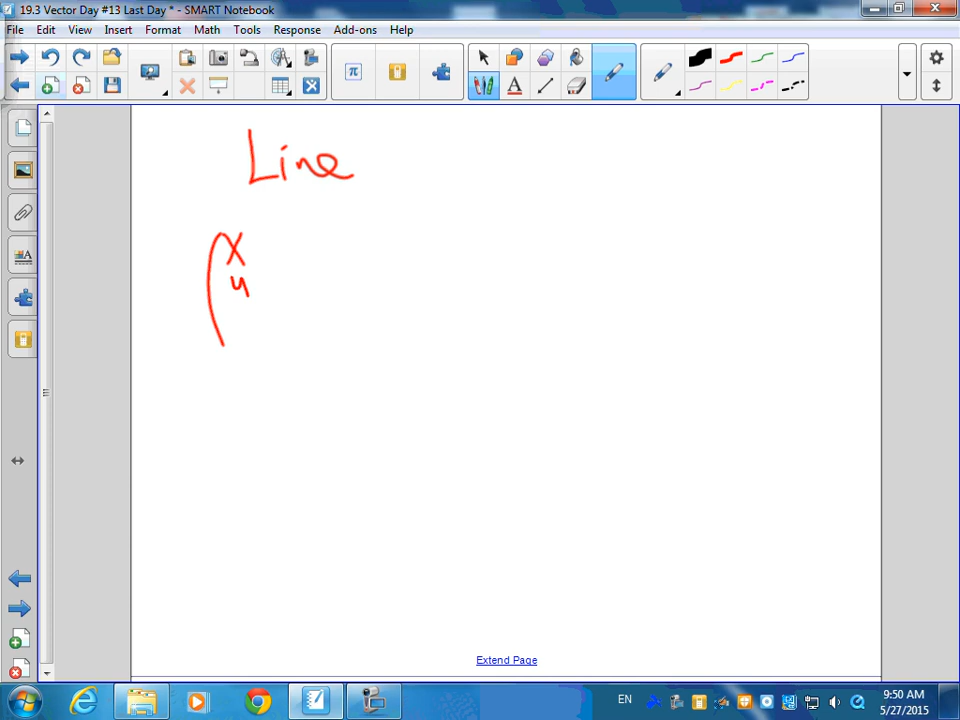 19.3 Vector Day #13 Last Day * - SMART Notebook
File Edit View Insert Format Math Tools Response Add-ons Help
Line
( x
y
Extend Page
EN
9:50 AM
5/27/2015